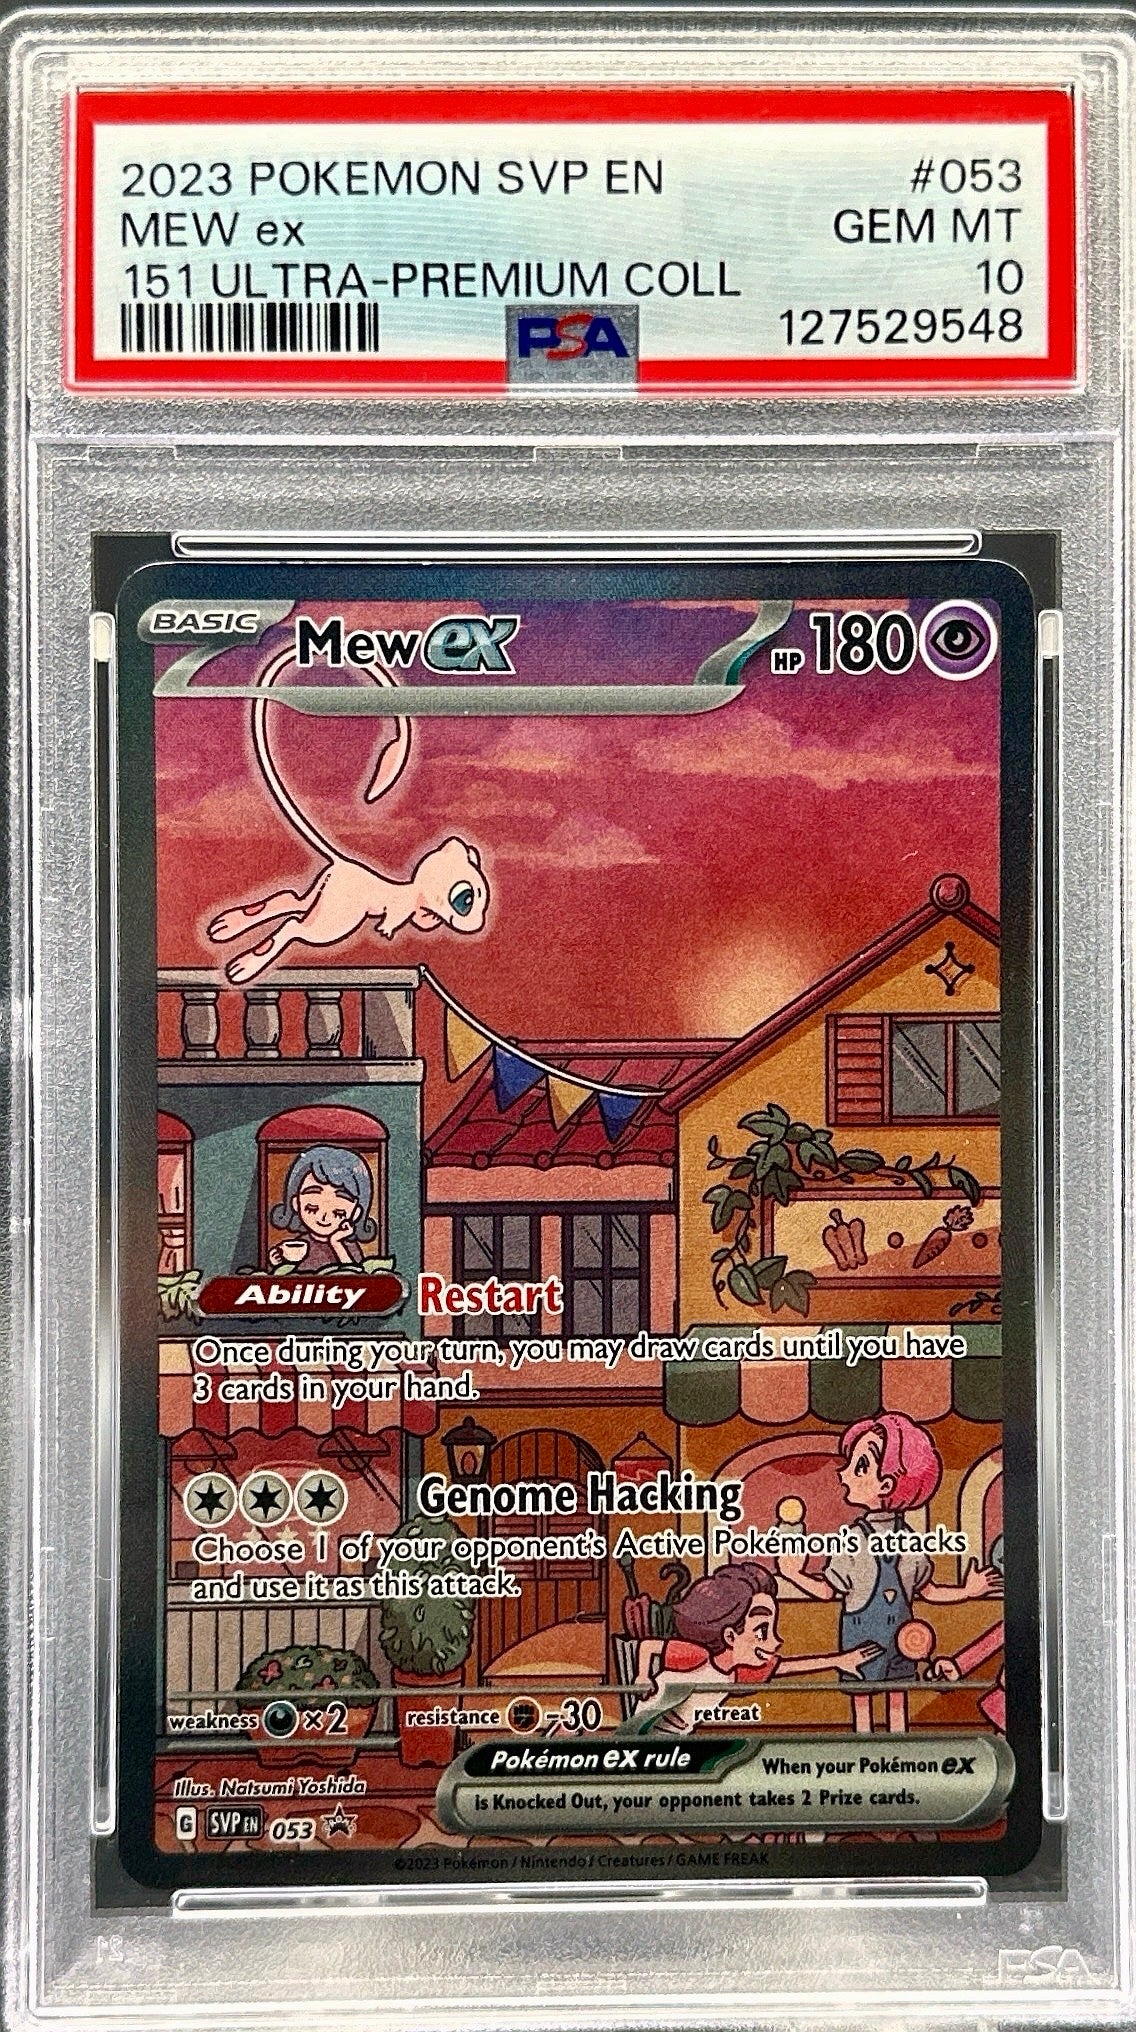 2023 POKEMON SVP EN #053
MEW ex GEM MT
151 ULTRA-PREMIUM COLL 10
PSA 127529548
BASIC Mew ex HP 180
Ability Restart
Once during your turn, you may draw cards until you have
3 cards in your hand.
Genome Hacking
Choose 1 of your opponent's Active Pokémon's attacks
and use it as this attack.
weakness ×2 resistance -30 retreat
Pokémon ex rule When your Pokémon ex
is Knocked Out, your opponent takes 2 Prize cards.
Illus. Natsumi Yoshida
G SVP EN 053
©2023 Pokémon / Nintendo / Creatures / GAME FREAK
PSA